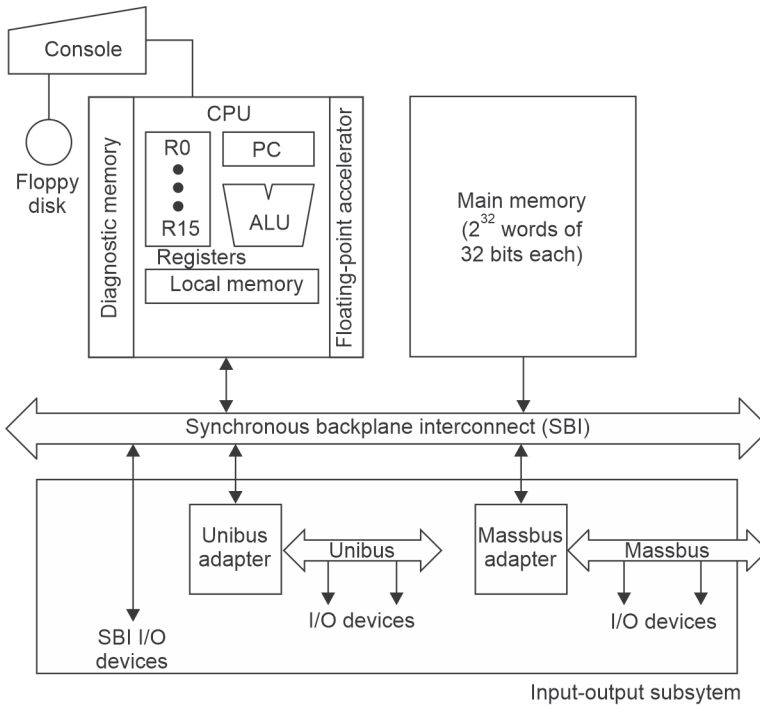 Console
Floppy
disk
Diagnostic memory
CPU
R0
R15
Registers
PC
ALU
Local memory
Floating-point accelerator
Main memory
(2³² words of
32 bits each)
Synchronous backplane interconnect (SBI)
SBI I/O
devices
Unibus
adapter
Unibus
I/O devices
Massbus
adapter
Massbus
I/O devices
Input-output subsytem